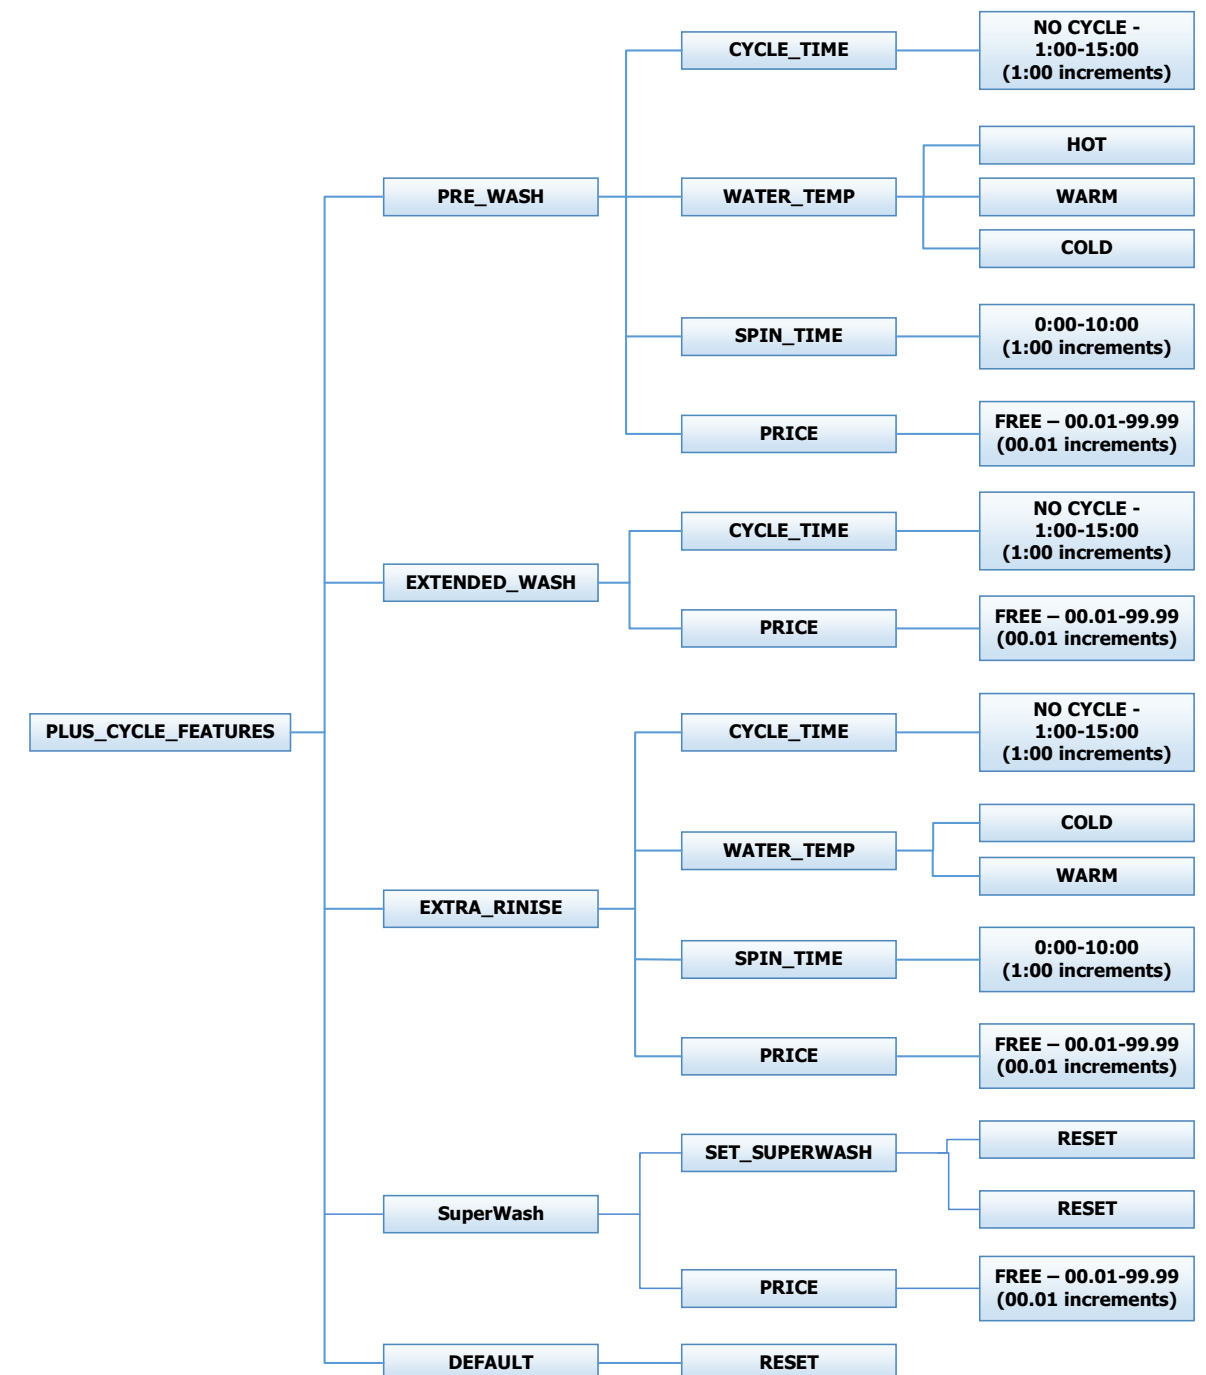 CYCLE_TIME
NO CYCLE -
1:00-15:00
(1:00 increments)
HOT
PRE_WASH
WATER_TEMP
WARM
COLD
SPIN_TIME
0:00-10:00
(1:00 increments)
PRICE
FREE – 00.01-99.99
(00.01 increments)
CYCLE_TIME
NO CYCLE -
1:00-15:00
(1:00 increments)
EXTENDED_WASH
PRICE
FREE – 00.01-99.99
(00.01 increments)
PLUS_CYCLE_FEATURES
CYCLE_TIME
NO CYCLE -
1:00-15:00
(1:00 increments)
COLD
WATER_TEMP
WARM
EXTRA_RINISE
SPIN_TIME
0:00-10:00
(1:00 increments)
PRICE
FREE – 00.01-99.99
(00.01 increments)
SET_SUPERWASH
RESET
SuperWash
RESET
PRICE
FREE – 00.01-99.99
(00.01 increments)
DEFAULT
RESET